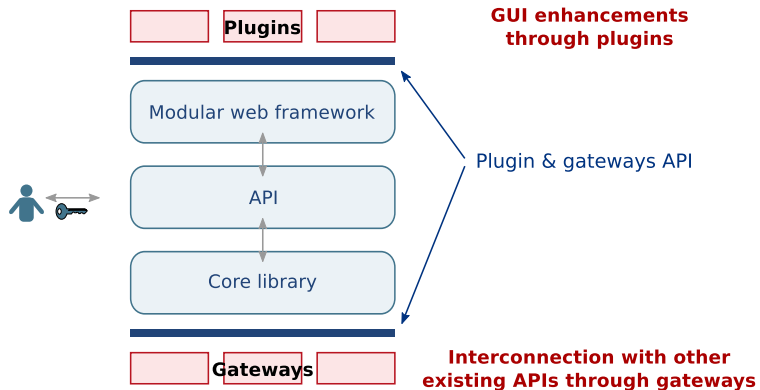 Plugins
GUI enhancements
through plugins
Modular web framework
Plugin & gateways API
API
Core library
Gateways
Interconnection with other
existing APIs through gateways